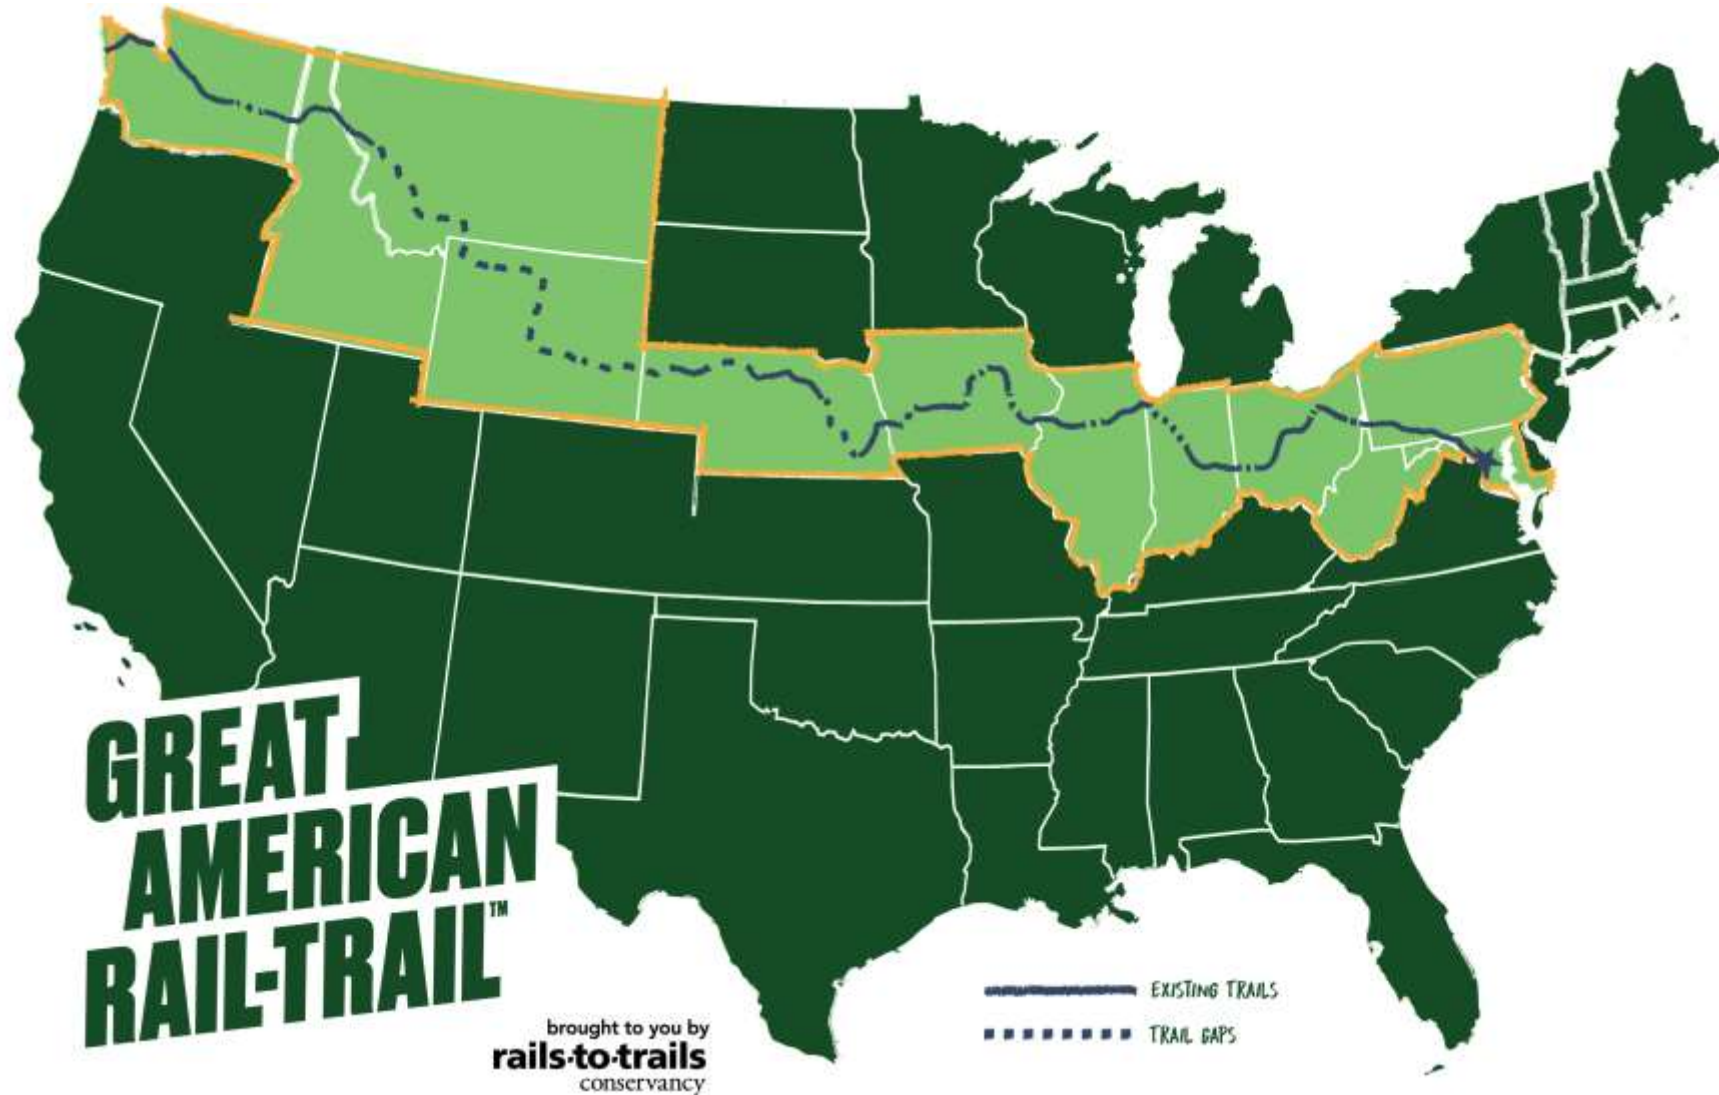 GREAT
AMERICAN
RAIL-TRAIL™
brought to you by
rails·to·trails
conservancy
EXISTING TRAILS
TRAIL GAPS